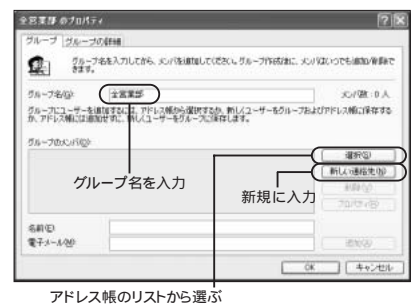 全営業部 のプロパティ
グループ グループの詳細
グループ名を入力してから、メンバを追加してください。グループ作成後に、メンバはいつでも追加/削除で
きます。
グループ名(G): 全営業部 メンバ数 : 0 人
グループにユーザーを追加するには、アドレス帳から選択するか、新しいユーザーをグループおよびアドレス帳に保存する
か、アドレス帳には追加せずに、新しいユーザーをグループに保存します。
グループのメンバ(M):
選択(S)
新しい連絡先(N)
削除(V)
プロパティ(R)
グループ名を入力
新規に入力
名前(E):
電子メール(M):
追加(A)
OK キャンセル
アドレス帳のリストから選ぶ